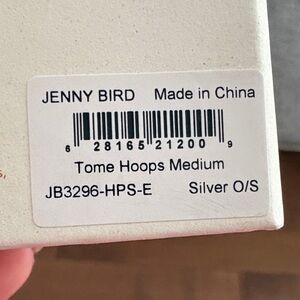 JENNY BIRD Made in China
6 28165 21200 9
Tome Hoops Medium
JB3296-HPS-E Silver O/S